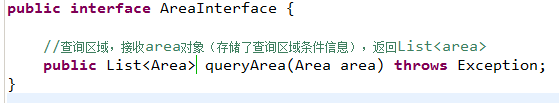 public interface AreaInterface {
//查询区域，接收area对象（存储了查询区域条件信息），返回List<area>
public List<Area> queryArea(Area area) throws Exception;
}